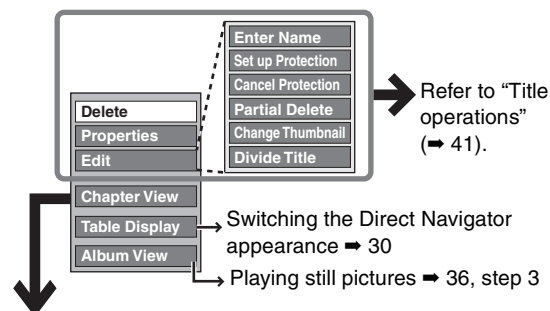 Enter Name
Set up Protection
Cancel Protection
Partial Delete
Change Thumbnail
Divide Title
Refer to “Title
operations”
(➡ 41).
Delete
Properties
Edit
Chapter View
Table Display
Album View
Switching the Direct Navigator
appearance ➡ 30
Playing still pictures ➡ 36, step 3